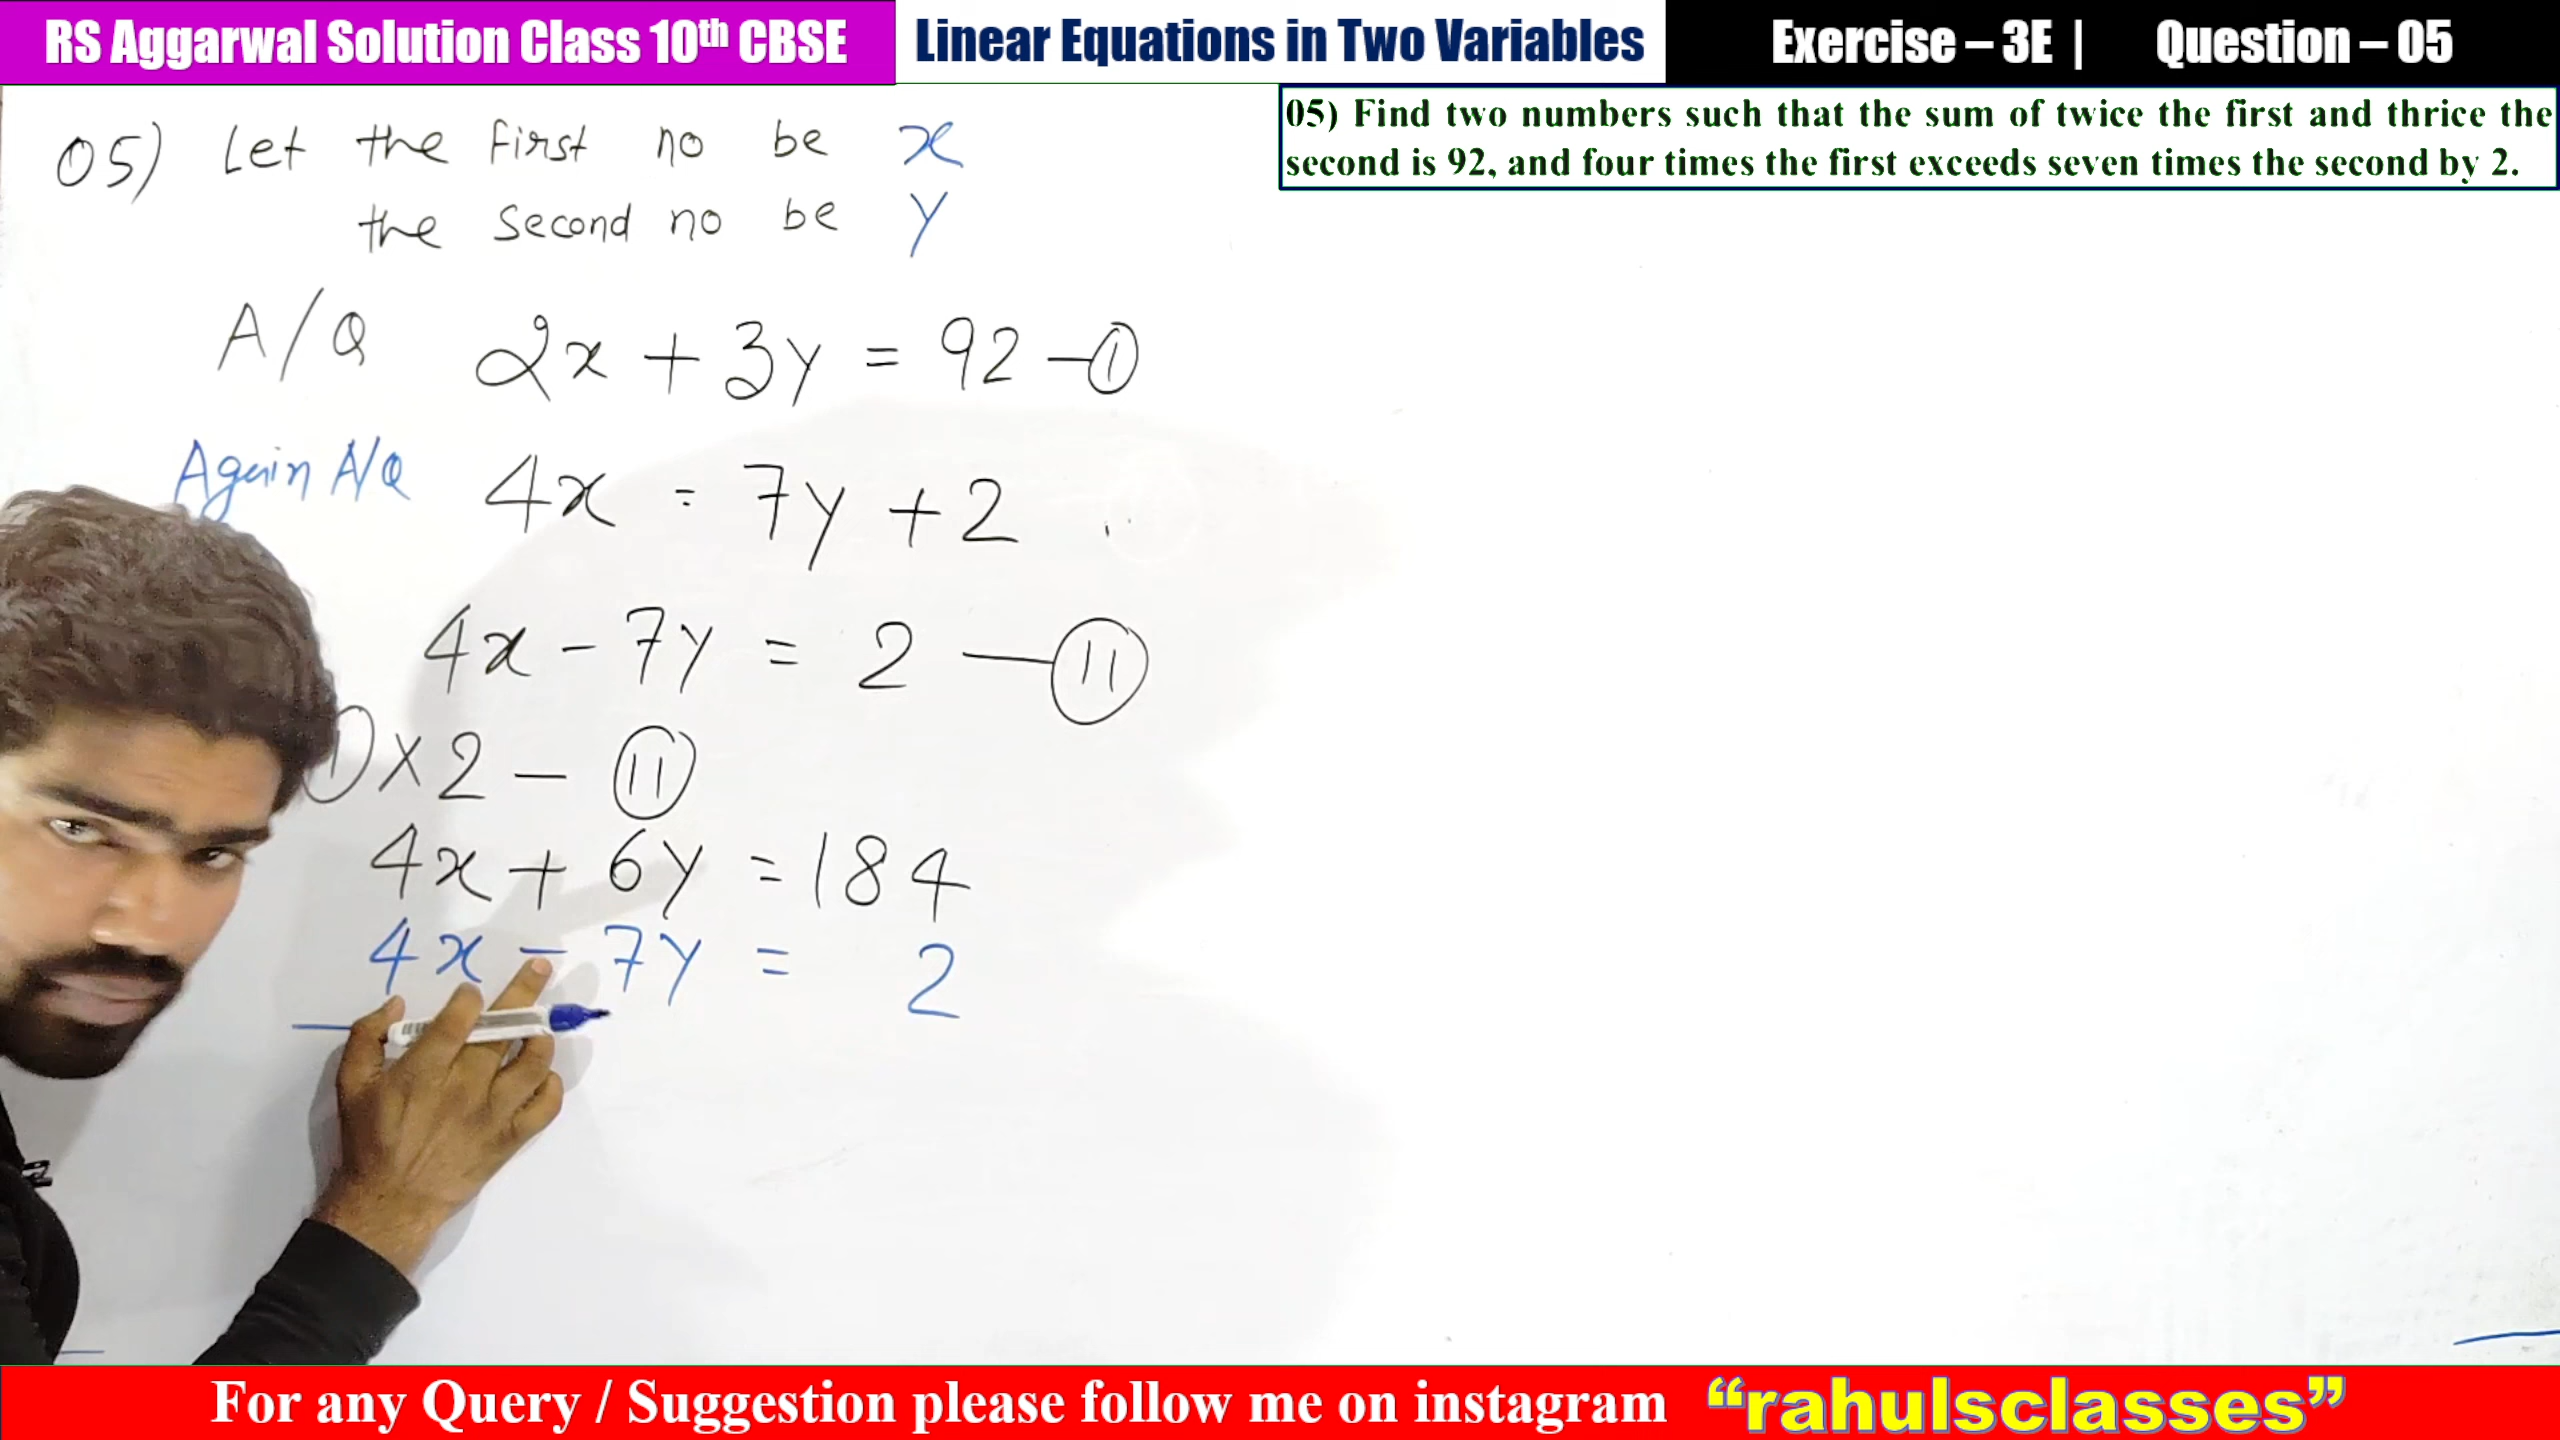 RS Aggarwal Solution Class 10th CBSE
Linear Equations in Two Variables
Exercise – 3E | Question – 05
05) Find two numbers such that the sum of twice the first and thrice the
second is 92, and four times the first exceeds seven times the second by 2.
05) Let the First no be x
the Second no be y
A/Q 2x + 3y = 92 — ①
Again A/Q 4x = 7y + 2
4x - 7y = 2 — ⑪
① × 2 - ⑪
4x + 6y = 184
4x - 7y = 2
For any Query / Suggestion please follow me on instagram “rahulsclasses”